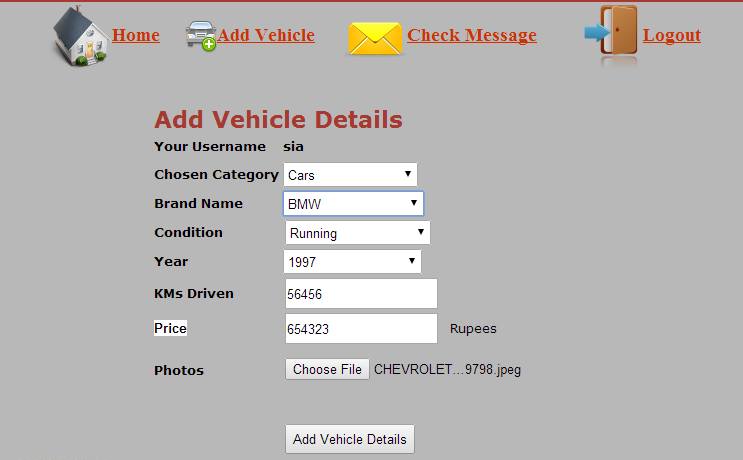 Home Add Vehicle Check Message Logout
Add Vehicle Details
Your Username sia
Chosen Category Cars
Brand Name BMW
Condition Running
Year 1997
KMs Driven 56456
Price 654323 Rupees
Photos Choose File CHEVROLET...9798.jpeg
Add Vehicle Details